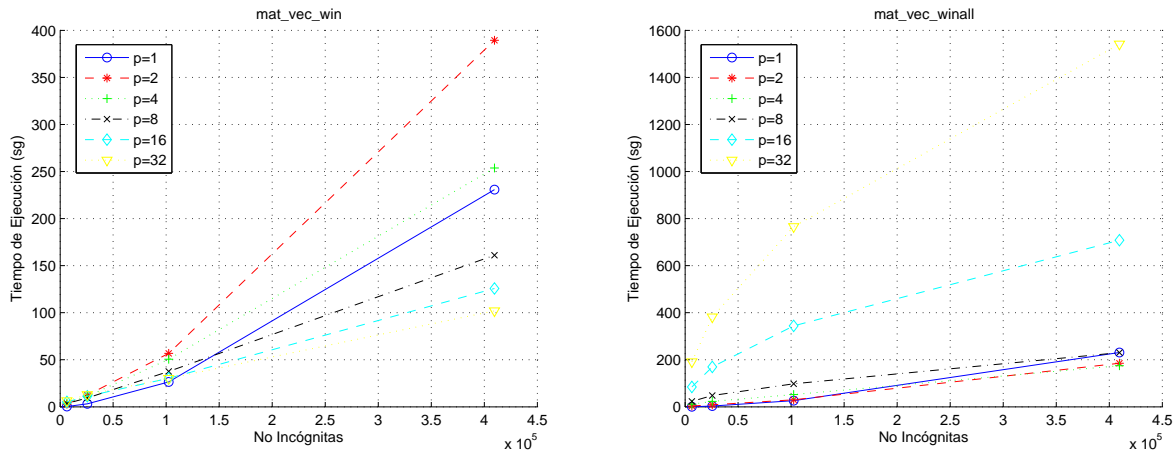 mat_vec_win
400
350
300
250
200
150
100
50
0
Tiempo de Ejecución (sg)
p=1
p=2
p=4
p=8
p=16
p=32
0 0.5 1 1.5 2 2.5 3 3.5 4 4.5
No Incógnitas
x 10^5
mat_vec_winall
1600
1400
1200
1000
800
600
400
200
0
Tiempo de Ejecución (sg)
p=1
p=2
p=4
p=8
p=16
p=32
0 0.5 1 1.5 2 2.5 3 3.5 4 4.5
No Incógnitas
x 10^5